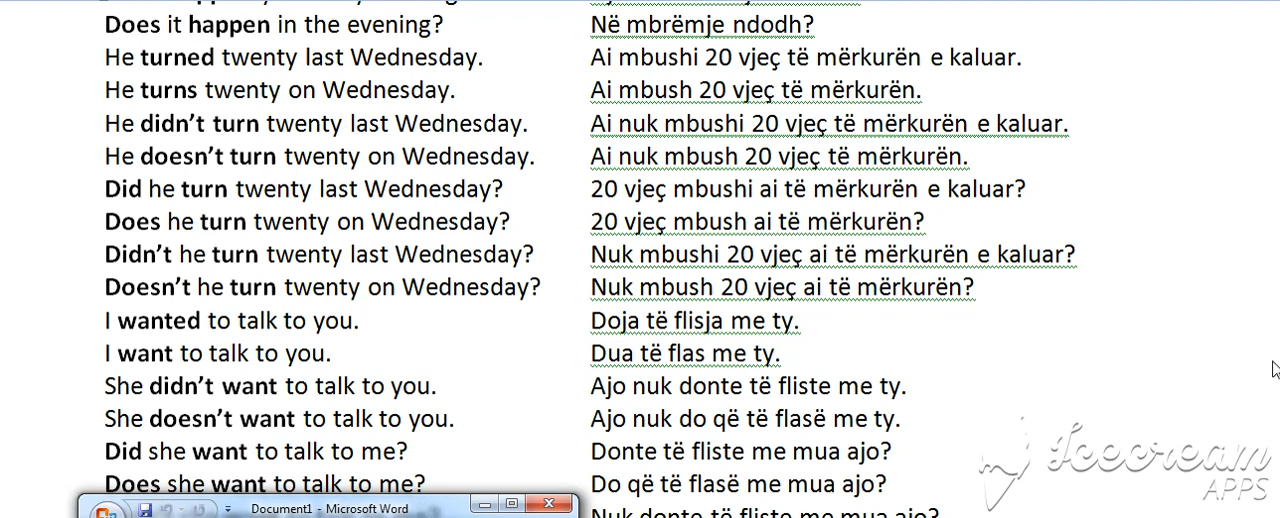 Does it happen in the evening? Në mbrëmje ndodh?
He turned twenty last Wednesday. Ai mbushi 20 vjeç të mërkurën e kaluar.
He turns twenty on Wednesday. Ai mbush 20 vjeç të mërkurën.
He didn’t turn twenty last Wednesday. Ai nuk mbushi 20 vjeç të mërkurën e kaluar.
He doesn’t turn twenty on Wednesday. Ai nuk mbush 20 vjeç të mërkurën.
Did he turn twenty last Wednesday? 20 vjeç mbushi ai të mërkurën e kaluar?
Does he turn twenty on Wednesday? 20 vjeç mbush ai të mërkurën?
Didn’t he turn twenty last Wednesday? Nuk mbushi 20 vjeç ai të mërkurën e kaluar?
Doesn’t he turn twenty on Wednesday? Nuk mbush 20 vjeç ai të mërkurën?
I wanted to talk to you. Doja të flisja me ty.
I want to talk to you. Dua të flas me ty.
She didn’t want to talk to you. Ajo nuk donte të fliste me ty.
She doesn’t want to talk to you. Ajo nuk do që të flasë me ty.
Did she want to talk to me? Donte të fliste me mua ajo?
Does she want to talk to me? Do që të flasë me mua ajo?
Nuk donte të fliste me mua ajo?
Document1 - Microsoft Word
Icecream
APPS